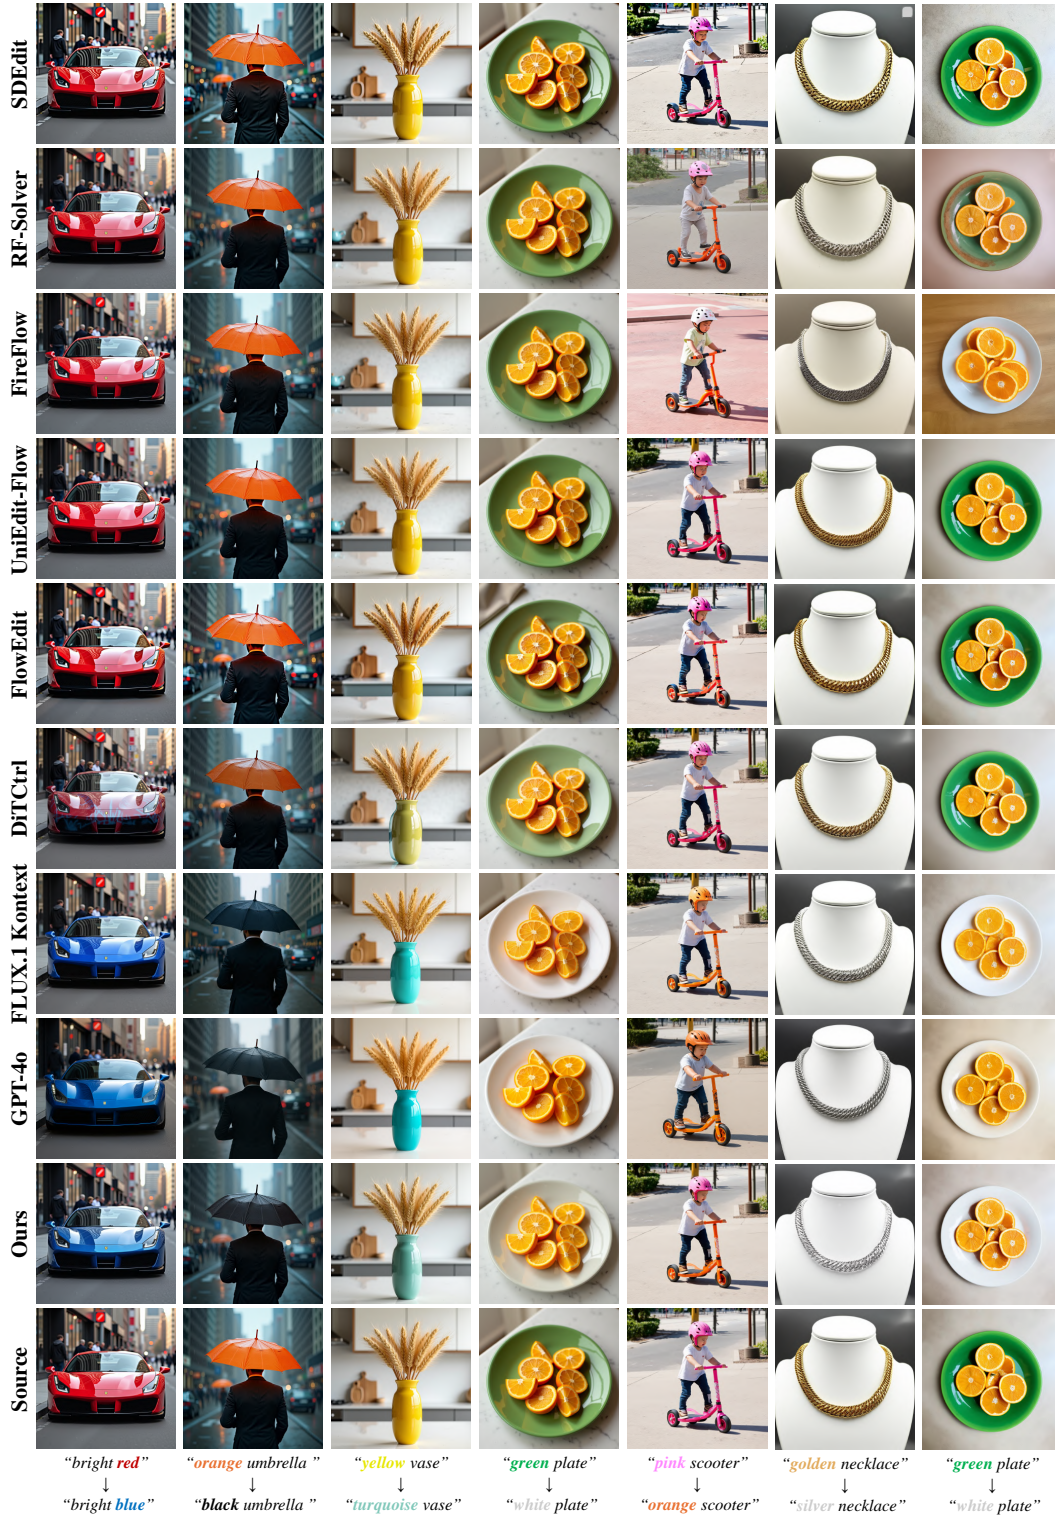 SDEdit
RF-Solver
FireFlow
UniEdit-Flow
FlowEdit
DiTCtrl
FLUX.1 Kontext
GPT-4o
Ours
Source
“bright red” “orange umbrella ” “yellow vase” “green plate” “pink scooter” “golden necklace” “green plate”
↓ ↓ ↓ ↓ ↓ ↓ ↓
“bright blue” “black umbrella ” “turquoise vase” “white plate” “orange scooter” “silver necklace” “white plate”